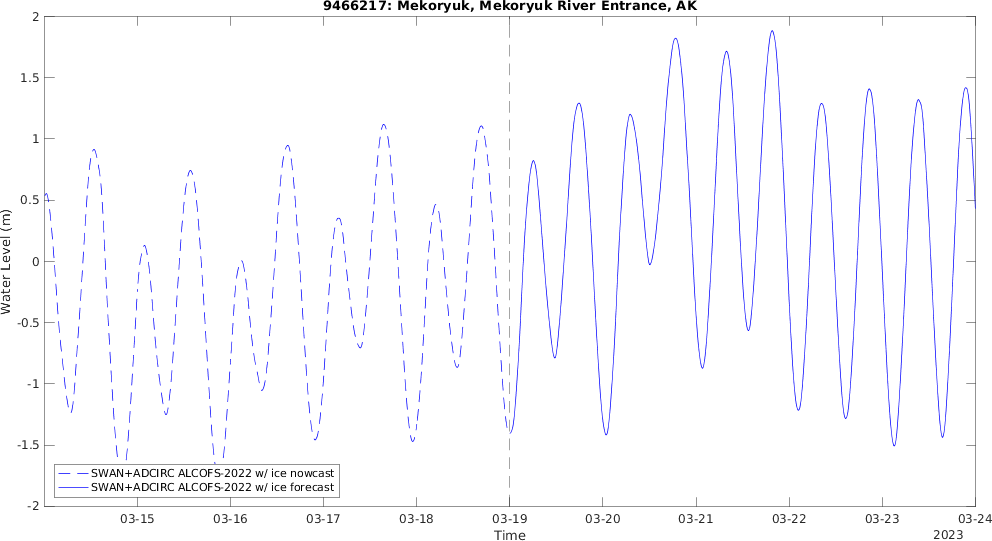 9466217: Mekoryuk, Mekoryuk River Entrance, AK
2
1.5
1
0.5
0
-0.5
-1
-1.5
-2
Water Level (m)
SWAN+ADCIRC ALCOFS-2022 w/ ice nowcast
SWAN+ADCIRC ALCOFS-2022 w/ ice forecast
03-15 03-16 03-17 03-18 03-19 03-20 03-21 03-22 03-23 03-24
Time
2023